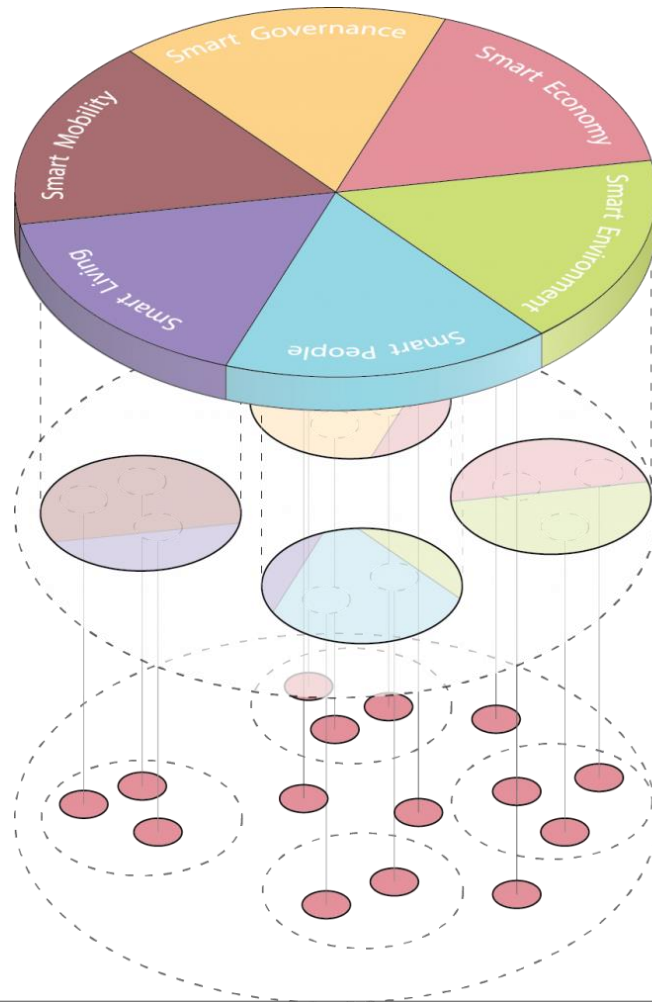 Smart Governance
Smart Economy
Smart Mobility
Smart Environment
Smart Living
Smart People